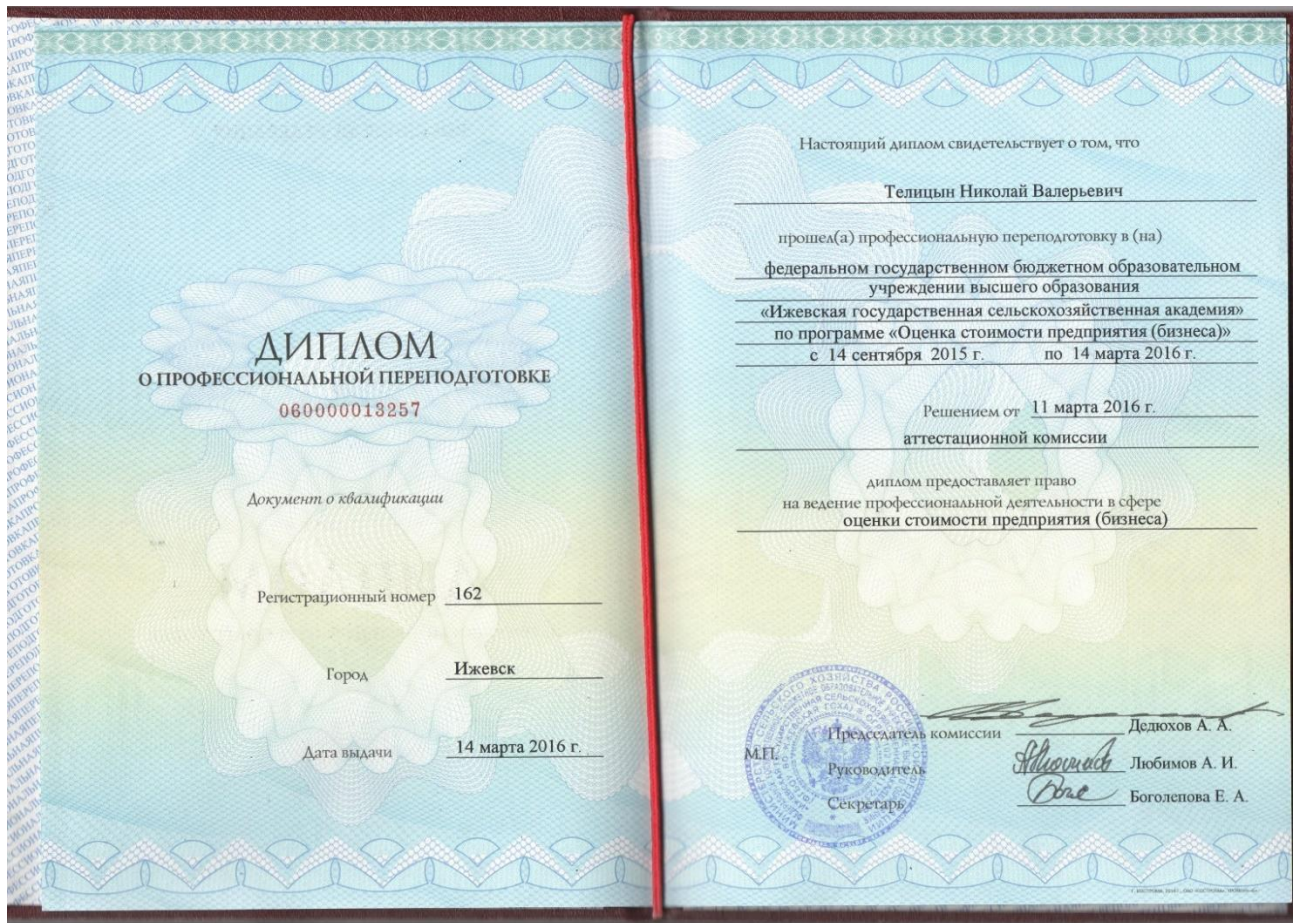 ДИПЛОМ
О ПРОФЕССИОНАЛЬНОЙ ПЕРЕПОДГОТОВКЕ
060000013257
Документ о квалификации
Регистрационный номер 162
Город Ижевск
Дата выдачи 14 марта 2016 г.
Настоящий диплом свидетельствует о том, что
Телицын Николай Валерьевич
прошел(а) профессиональную переподготовку в (на)
федеральном государственном бюджетном образовательном
учреждении высшего образования
«Ижевская государственная сельскохозяйственная академия»
по программе «Оценка стоимости предприятия (бизнеса)»
с 14 сентября 2015 г. по 14 марта 2016 г.
Решением от 11 марта 2016 г.
аттестационной комиссии
диплом предоставляет право
на ведение профессиональной деятельности в сфере
оценки стоимости предприятия (бизнеса)
Председатель комиссии Дедюхов А. А.
М.П.
Руководитель Любимов А. И.
Секретарь Боголепова Е. А.